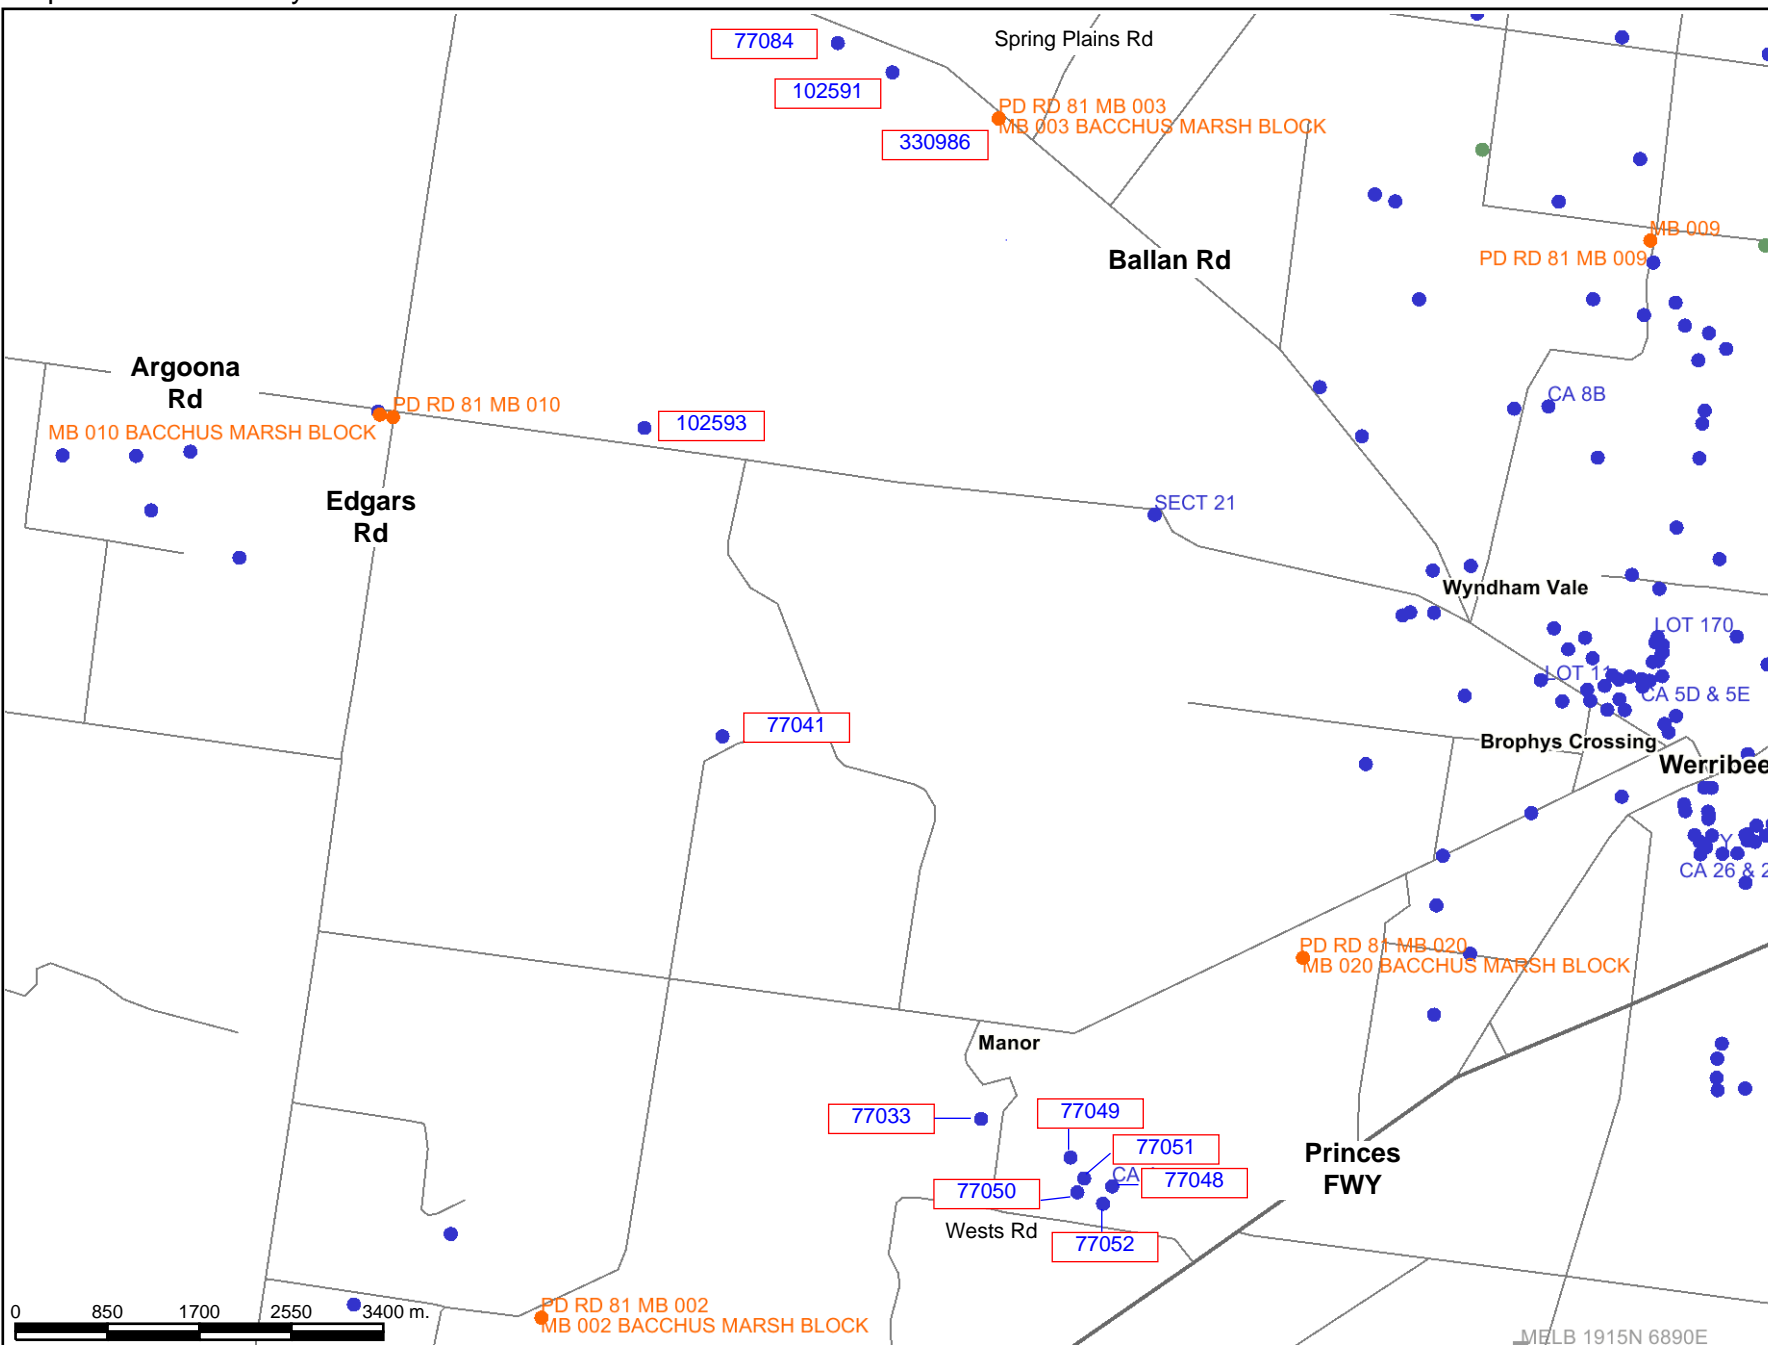 77084
Spring Plains Rd
102591
PD RD 81 MB 003
MB 003 BACCHUS MARSH BLOCK
330986
MB 009
PD RD 81 MB 009
Ballan Rd
Argoona
Rd
PD RD 81 MB 010
MB 010 BACCHUS MARSH BLOCK
102593
CA 8B
Edgars
Rd
SECT 21
Wyndham Vale
LOT 170
LOT 11
CA 5D & 5E
77041
Brophys Crossing
Werribee
Y
CA 26 & 2
PD RD 81 MB 020
MB 020 BACCHUS MARSH BLOCK
Manor
77033
77049
77051
CA
77048
77050
Wests Rd
77052
Princes
FWY
PD RD 81 MB 002
MB 002 BACCHUS MARSH BLOCK
0 850 1700 2550 3400 m.
MELB 1915N 6890E